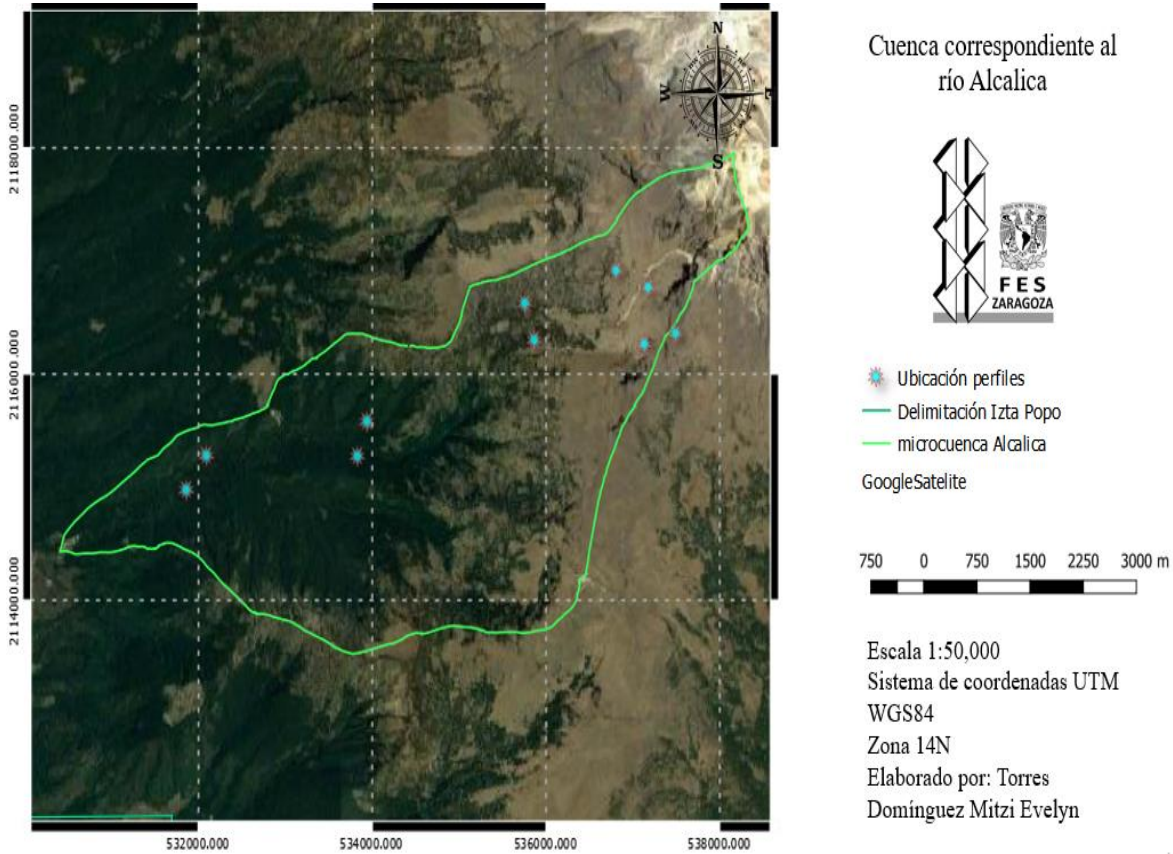 N
W
E
S
2118000.000
2116000.000
2114000.000
532000.000
534000.000
536000.000
538000.000
Cuenca correspondiente al
río Alcalica
FES
ZARAGOZA
Ubicación perfiles
Delimitación Izta Popo
microcuenca Alcalica
GoogleSatelite
750 0 750 1500 2250 3000 m
Escala 1:50,000
Sistema de coordenadas UTM
WGS84
Zona 14N
Elaborado por: Torres
Domínguez Mitzi Evelyn